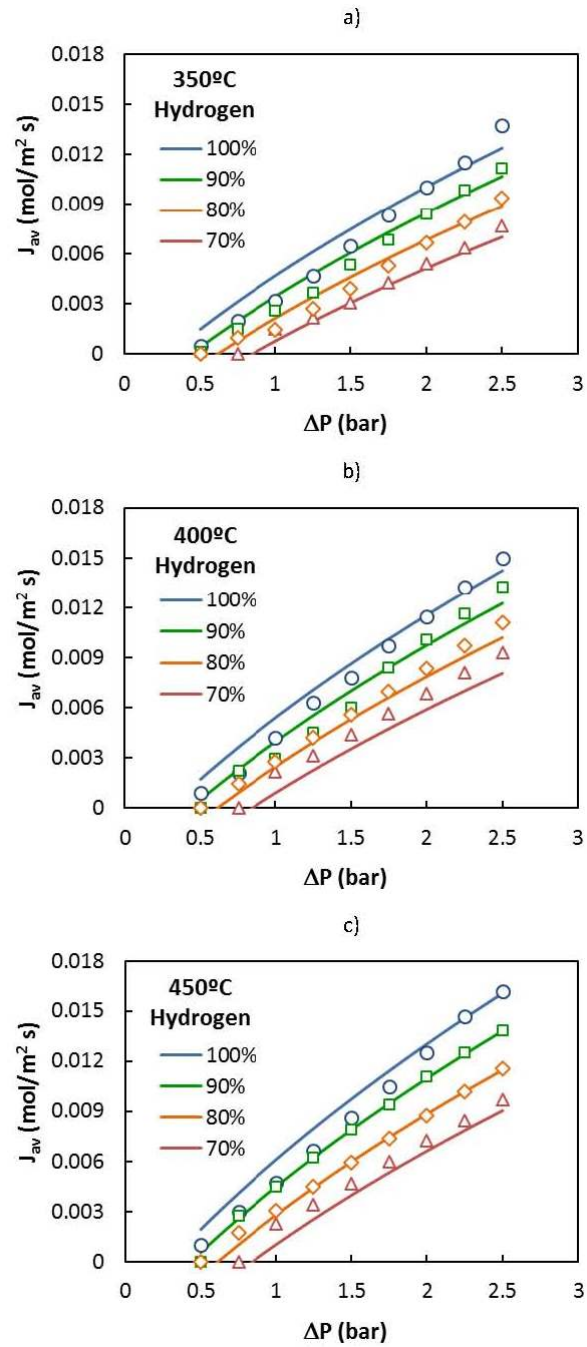 a)
0.018
0.015
0.012
0.009
0.006
0.003
0
J_av (mol/m² s)
350ºC
Hydrogen
100%
90%
80%
70%
0 0.5 1 1.5 2 2.5 3
ΔP (bar)
b)
0.018
0.015
0.012
0.009
0.006
0.003
0
J_av (mol/m² s)
400ºC
Hydrogen
100%
90%
80%
70%
0 0.5 1 1.5 2 2.5 3
ΔP (bar)
c)
0.018
0.015
0.012
0.009
0.006
0.003
0
J_av (mol/m² s)
450ºC
Hydrogen
100%
90%
80%
70%
0 0.5 1 1.5 2 2.5 3
ΔP (bar)